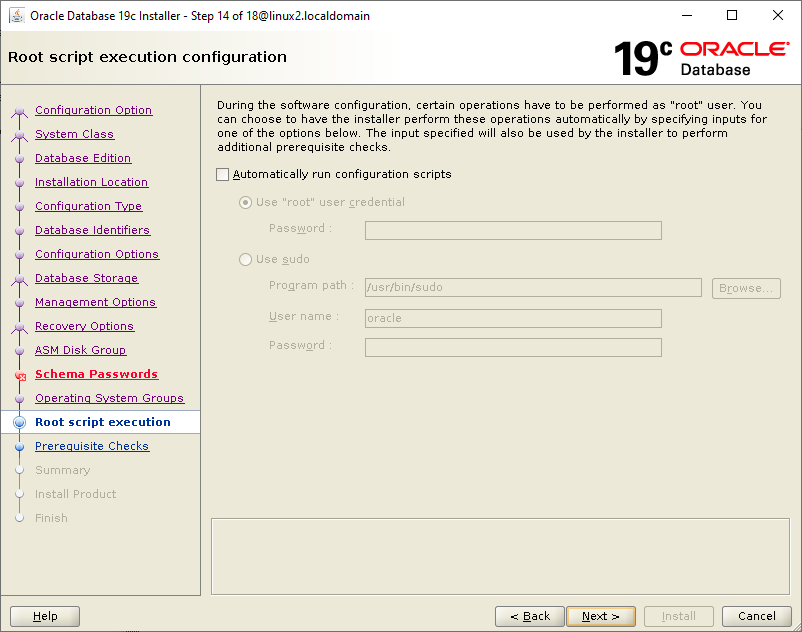 Oracle Database 19c Installer - Step 14 of 18@linux2.localdomain
Root script execution configuration
19c ORACLE
Database
Configuration Option
System Class
Database Edition
Installation Location
Configuration Type
Database Identifiers
Configuration Options
Database Storage
Management Options
Recovery Options
ASM Disk Group
Schema Passwords
Operating System Groups
Root script execution
Prerequisite Checks
Summary
Install Product
Finish
During the software configuration, certain operations have to be performed as "root" user. You
can choose to have the installer perform these operations automatically by specifying inputs for
one of the options below. The input specified will also be used by the installer to perform
additional prerequisite checks.
Automatically run configuration scripts
Use "root" user credential
Password :
Use sudo
Program path : /usr/bin/sudo Browse...
User name : oracle
Password :
Help < Back Next > Install Cancel